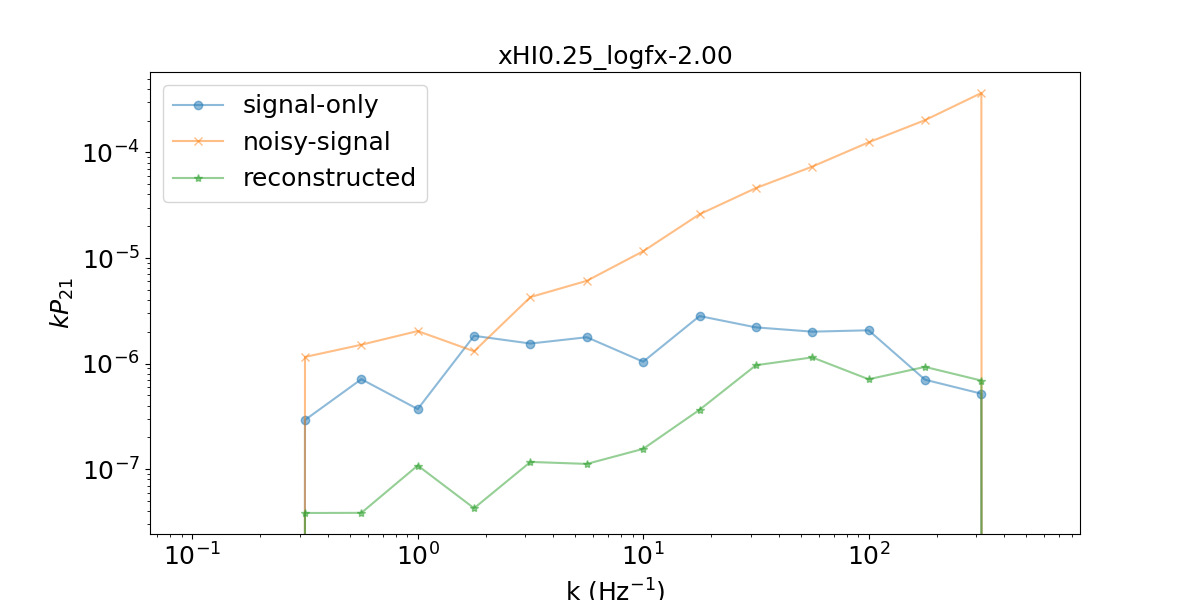 xHI0.25_logfx-2.00
signal-only
noisy-signal
reconstructed
kP₂₁
10⁻⁴
10⁻⁵
10⁻⁶
10⁻⁷
10⁻¹ 10⁰ 10¹ 10²
k (Hz⁻¹)